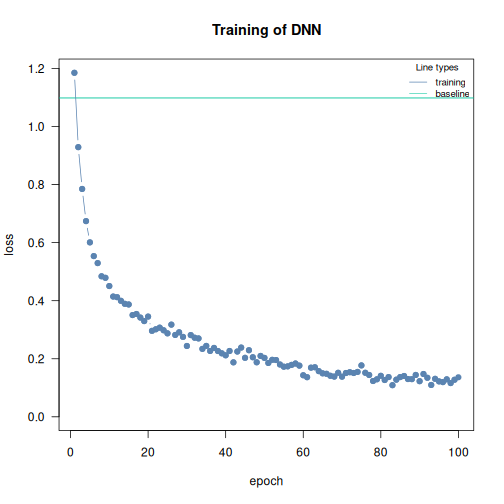 Training of DNN
Line types
training
baseline
1.2
1.0
0.8
0.6
0.4
0.2
0.0
loss
0 20 40 60 80 100
epoch